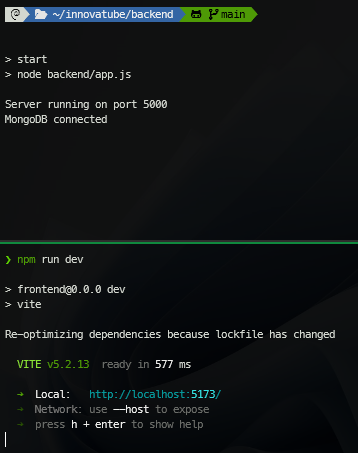 ~/innovatube/backend main
> start
> node backend/app.js
Server running on port 5000
MongoDB connected
❯ npm run dev
> frontend@0.0.0 dev
> vite
Re-optimizing dependencies because lockfile has changed
VITE v5.2.13 ready in 577 ms
➜ Local: http://localhost:5173/
➜ Network: use --host to expose
➜ press h + enter to show help